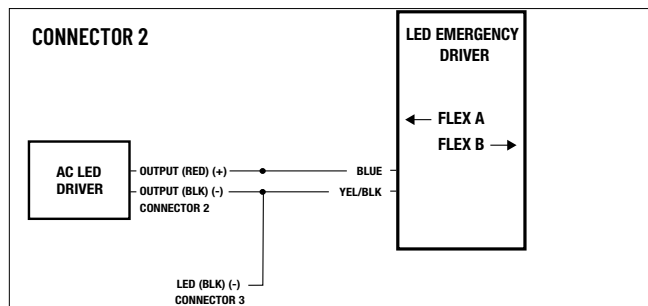 CONNECTOR 2
LED EMERGENCY
DRIVER
FLEX A
FLEX B
AC LED
DRIVER
OUTPUT (RED) (+)
BLUE
OUTPUT (BLK) (-)
YEL/BLK
CONNECTOR 2
LED (BLK) (-)
CONNECTOR 3